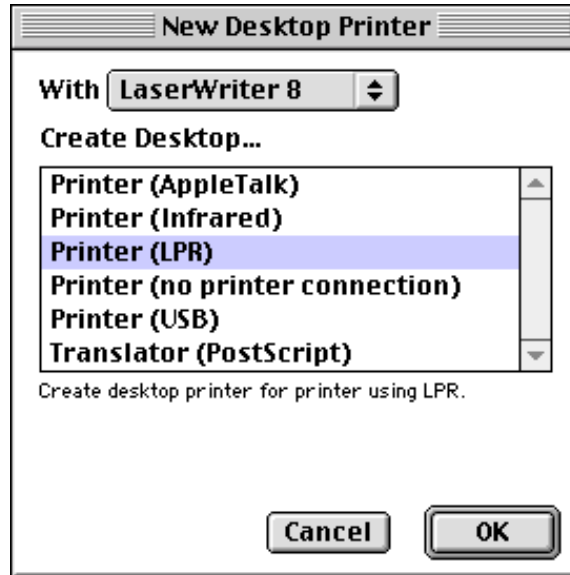 New Desktop Printer
With LaserWriter 8
Create Desktop...
Printer (AppleTalk)
Printer (Infrared)
Printer (LPR)
Printer (no printer connection)
Printer (USB)
Translator (PostScript)
Create desktop printer for printer using LPR.
Cancel OK